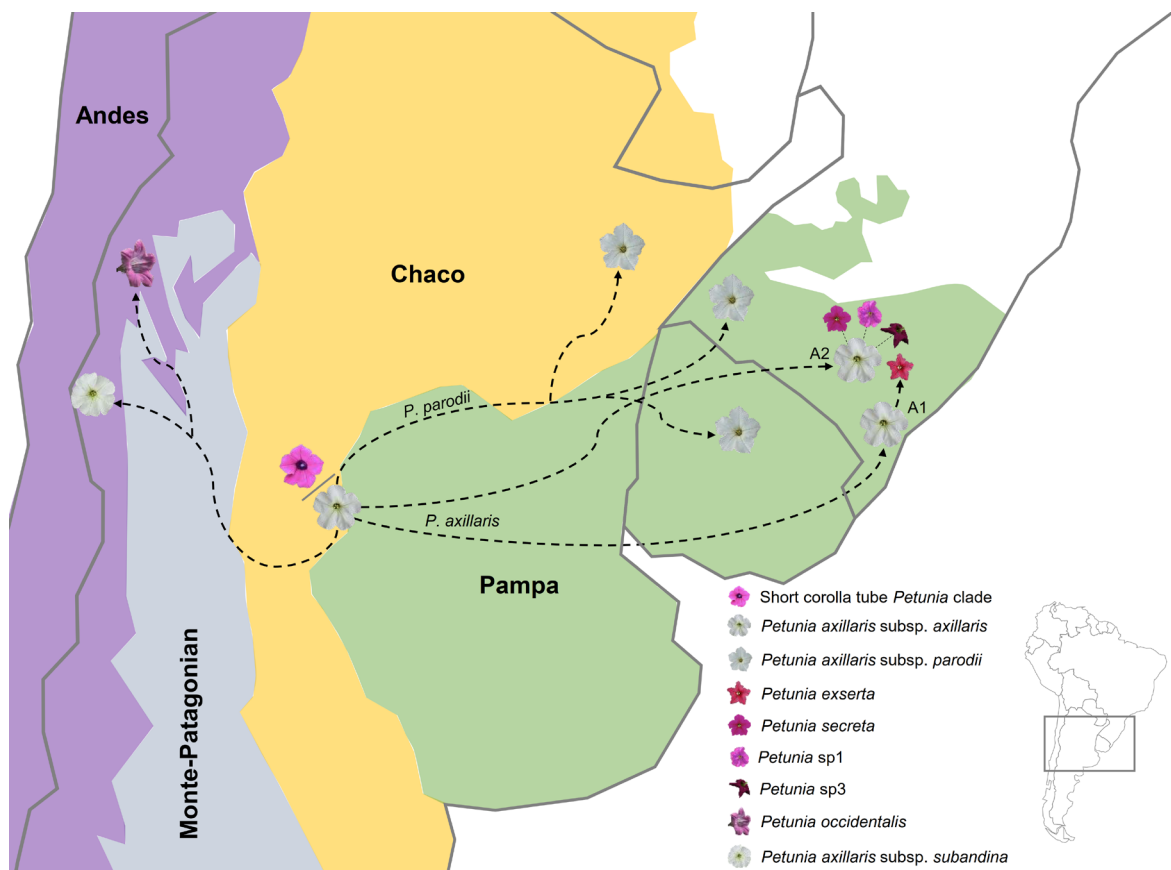 Andes
Chaco
A2
P. parodii
A1
P. axillaris
Pampa
Monte-Patagonian
Short corolla tube Petunia clade
Petunia axillaris subsp. axillaris
Petunia axillaris subsp. parodii
Petunia exserta
Petunia secreta
Petunia sp1
Petunia sp3
Petunia occidentalis
Petunia axillaris subsp. subandina